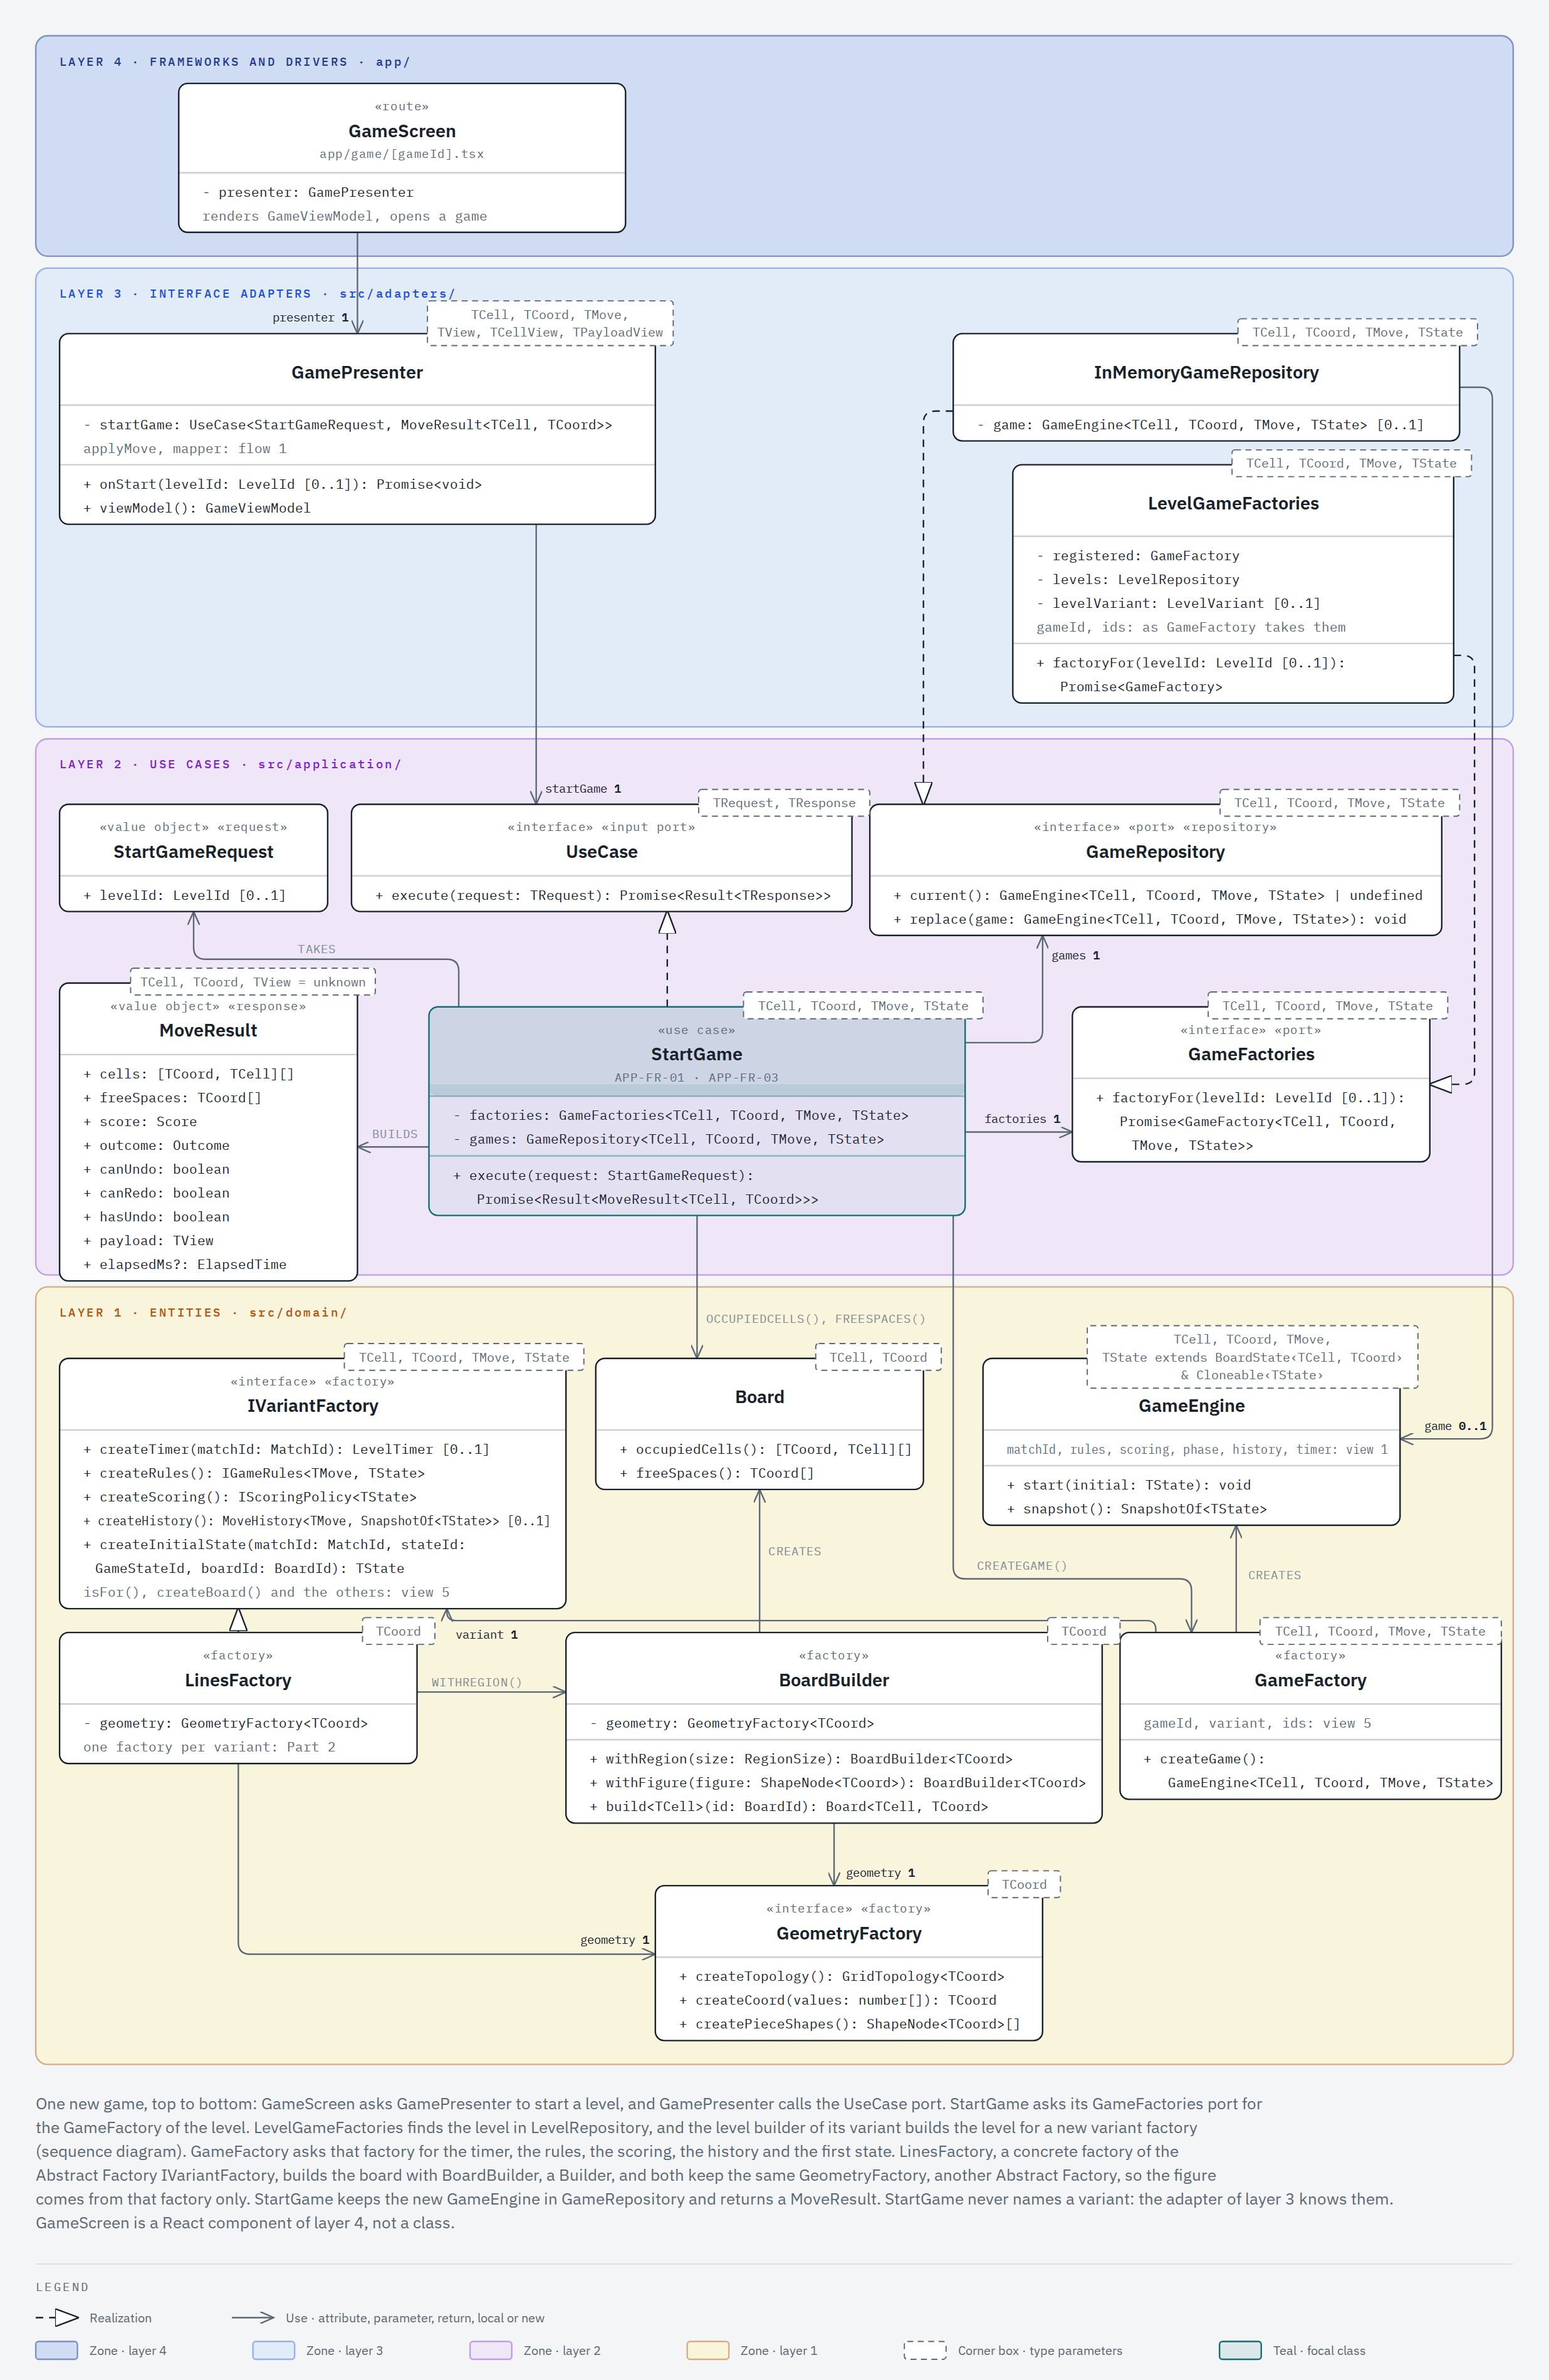 LAYER 4 · FRAMEWORKS AND DRIVERS · app/
«route»
GameScreen
app/game/[gameId].tsx
- presenter: GamePresenter
renders GameViewModel, opens a game
LAYER 3 · INTERFACE ADAPTERS · src/adapters/
presenter 1
TCell, TCoord, TMove,
TView, TCellView, TPayloadView
GamePresenter
- startGame: UseCase<StartGameRequest, MoveResult<TCell, TCoord>>
applyMove, mapper: flow 1
+ onStart(levelId: LevelId [0..1]): Promise<void>
+ viewModel(): GameViewModel
TCell, TCoord, TMove, TState
InMemoryGameRepository
- game: GameEngine<TCell, TCoord, TMove, TState> [0..1]
TCell, TCoord, TMove, TState
LevelGameFactories
- registered: GameFactory
- levels: LevelRepository
- levelVariant: LevelVariant [0..1]
gameId, ids: as GameFactory takes them
+ factoryFor(levelId: LevelId [0..1]):
Promise<GameFactory>
LAYER 2 · USE CASES · src/application/
startGame 1
«value object» «request»
StartGameRequest
+ levelId: LevelId [0..1]
TRequest, TResponse
«interface» «input port»
UseCase
+ execute(request: TRequest): Promise<Result<TResponse>>
TCell, TCoord, TMove, TState
«interface» «port» «repository»
GameRepository
+ current(): GameEngine<TCell, TCoord, TMove, TState> | undefined
+ replace(game: GameEngine<TCell, TCoord, TMove, TState>): void
TAKES
games 1
TCell, TCoord, TView = unknown
«value object» «response»
MoveResult
+ cells: [TCoord, TCell][]
+ freeSpaces: TCoord[]
+ score: Score
+ outcome: Outcome
+ canUndo: boolean
+ canRedo: boolean
+ hasUndo: boolean
+ payload: TView
+ elapsedMs?: ElapsedTime
BUILDS
TCell, TCoord, TMove, TState
«use case»
StartGame
APP-FR-01 · APP-FR-03
- factories: GameFactories<TCell, TCoord, TMove, TState>
- games: GameRepository<TCell, TCoord, TMove, TState>
+ execute(request: StartGameRequest):
Promise<Result<MoveResult<TCell, TCoord>>>
factories 1
TCell, TCoord, TMove, TState
«interface» «port»
GameFactories
+ factoryFor(levelId: LevelId [0..1]):
Promise<GameFactory<TCell, TCoord,
TMove, TState>>
LAYER 1 · ENTITIES · src/domain/
OCCUPIEDCELLS(), FREESPACES()
TCell, TCoord, TMove, TState
«interface» «factory»
IVariantFactory
+ createTimer(matchId: MatchId): LevelTimer [0..1]
+ createRules(): IGameRules<TMove, TState>
+ createScoring(): IScoringPolicy<TState>
+ createHistory(): MoveHistory<TMove, SnapshotOf<TState>> [0..1]
+ createInitialState(matchId: MatchId, stateId:
GameStateId, boardId: BoardId): TState
isFor(), createBoard() and the others: view 5
TCell, TCoord
Board
+ occupiedCells(): [TCoord, TCell][]
+ freeSpaces(): TCoord[]
TCell, TCoord, TMove,
TState extends BoardState‹TCell, TCoord›
& Cloneable‹TState›
GameEngine
matchId, rules, scoring, phase, history, timer: view 1
+ start(initial: TState): void
+ snapshot(): SnapshotOf<TState>
game 0..1
CREATES
CREATEGAME()
CREATES
variant 1
TCoord
«factory»
LinesFactory
- geometry: GeometryFactory<TCoord>
one factory per variant: Part 2
WITHREGION()
TCoord
«factory»
BoardBuilder
- geometry: GeometryFactory<TCoord>
+ withRegion(size: RegionSize): BoardBuilder<TCoord>
+ withFigure(figure: ShapeNode<TCoord>): BoardBuilder<TCoord>
+ build<TCell>(id: BoardId): Board<TCell, TCoord>
TCell, TCoord, TMove, TState
«factory»
GameFactory
gameId, variant, ids: view 5
+ createGame():
GameEngine<TCell, TCoord, TMove, TState>
geometry 1
geometry 1
TCoord
«interface» «factory»
GeometryFactory
+ createTopology(): GridTopology<TCoord>
+ createCoord(values: number[]): TCoord
+ createPieceShapes(): ShapeNode<TCoord>[]
One new game, top to bottom: GameScreen asks GamePresenter to start a level, and GamePresenter calls the UseCase port. StartGame asks its GameFactories port for
the GameFactory of the level. LevelGameFactories finds the level in LevelRepository, and the level builder of its variant builds the level for a new variant factory
(sequence diagram). GameFactory asks that factory for the timer, the rules, the scoring, the history and the first state. LinesFactory, a concrete factory of the
Abstract Factory IVariantFactory, builds the board with BoardBuilder, a Builder, and both keep the same GeometryFactory, another Abstract Factory, so the figure
comes from that factory only. StartGame keeps the new GameEngine in GameRepository and returns a MoveResult. StartGame never names a variant: the adapter of layer 3 knows them.
GameScreen is a React component of layer 4, not a class.
LEGEND
Realization
Use · attribute, parameter, return, local or new
Zone · layer 4
Zone · layer 3
Zone · layer 2
Zone · layer 1
Corner box · type parameters
Teal · focal class